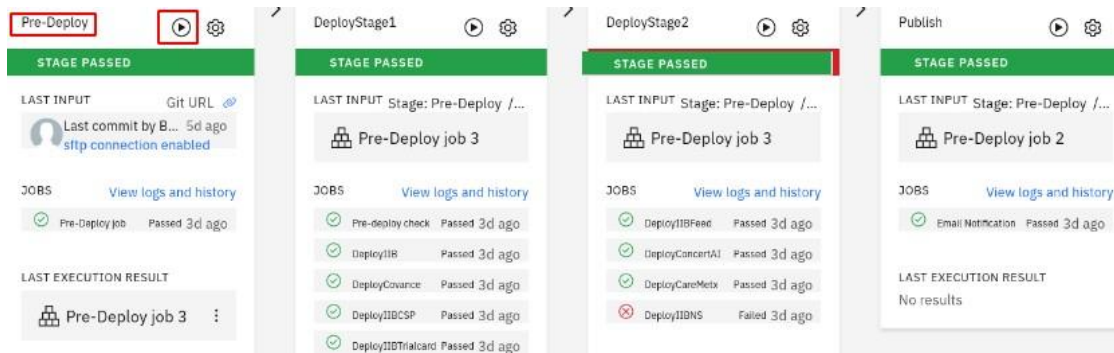 Pre-Deploy
STAGE PASSED
LAST INPUT Git URL
Last commit by B... 5d ago
sftp connection enabled
JOBS View logs and history
Pre-Deploy job Passed 3d ago
LAST EXECUTION RESULT
Pre-Deploy job 3
DeployStage1
STAGE PASSED
LAST INPUT Stage: Pre-Deploy /...
Pre-Deploy job 3
JOBS View logs and history
Pre-deploy check Passed 3d ago
DeployIIB Passed 3d ago
DeployCovance Passed 3d ago
DeployIIBCSP Passed 3d ago
DeployIIBTrialcard Passed 3d ago
DeployStage2
STAGE PASSED
LAST INPUT Stage: Pre-Deploy /...
Pre-Deploy job 3
JOBS View logs and history
DeployIIBFeed Passed 3d ago
DeployConcertAI Passed 3d ago
DeployCareMetx Passed 3d ago
DeployIIBNS Failed 3d ago
Publish
STAGE PASSED
LAST INPUT Stage: Pre-Deploy /...
Pre-Deploy job 2
JOBS View logs and history
Email Notification Passed 3d ago
LAST EXECUTION RESULT
No results